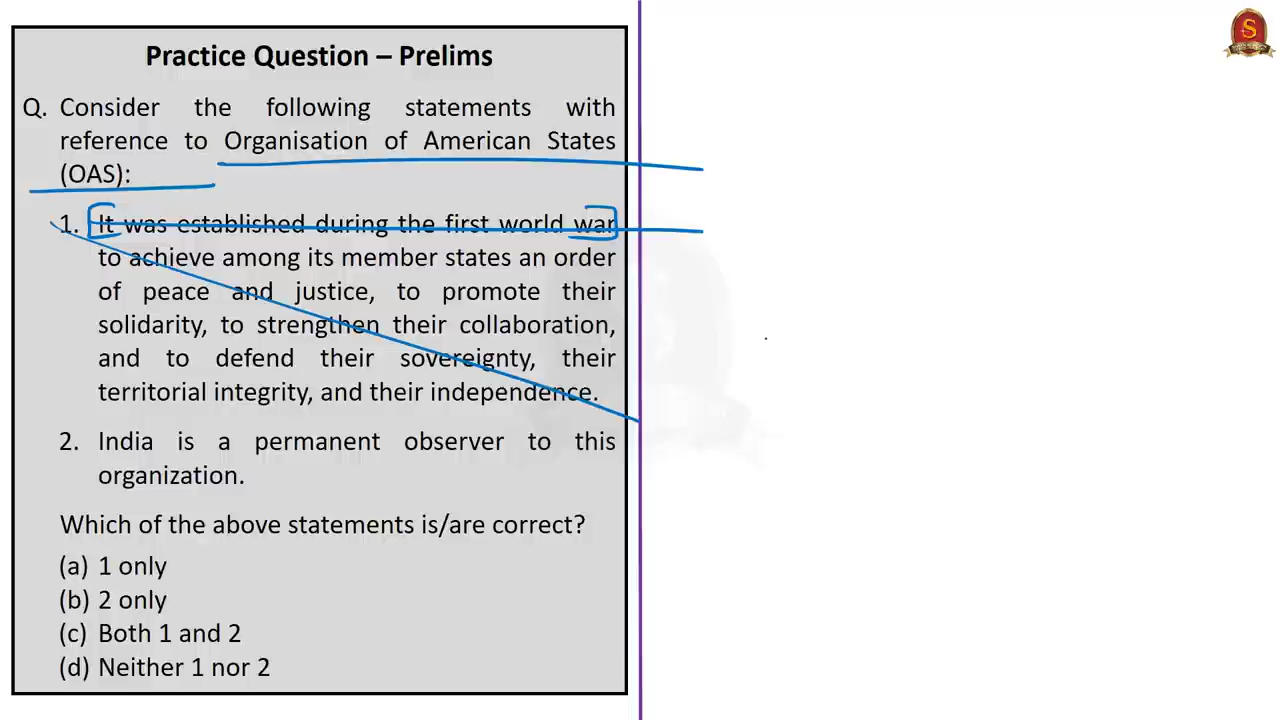 Practice Question – Prelims
Q. Consider the following statements with
reference to Organisation of American States
(OAS):
1. It was established during the first world war
to achieve among its member states an order
of peace and justice, to promote their
solidarity, to strengthen their collaboration,
and to defend their sovereignty, their
territorial integrity, and their independence.
2. India is a permanent observer to this
organization.
Which of the above statements is/are correct?
(a) 1 only
(b) 2 only
(c) Both 1 and 2
(d) Neither 1 nor 2
S